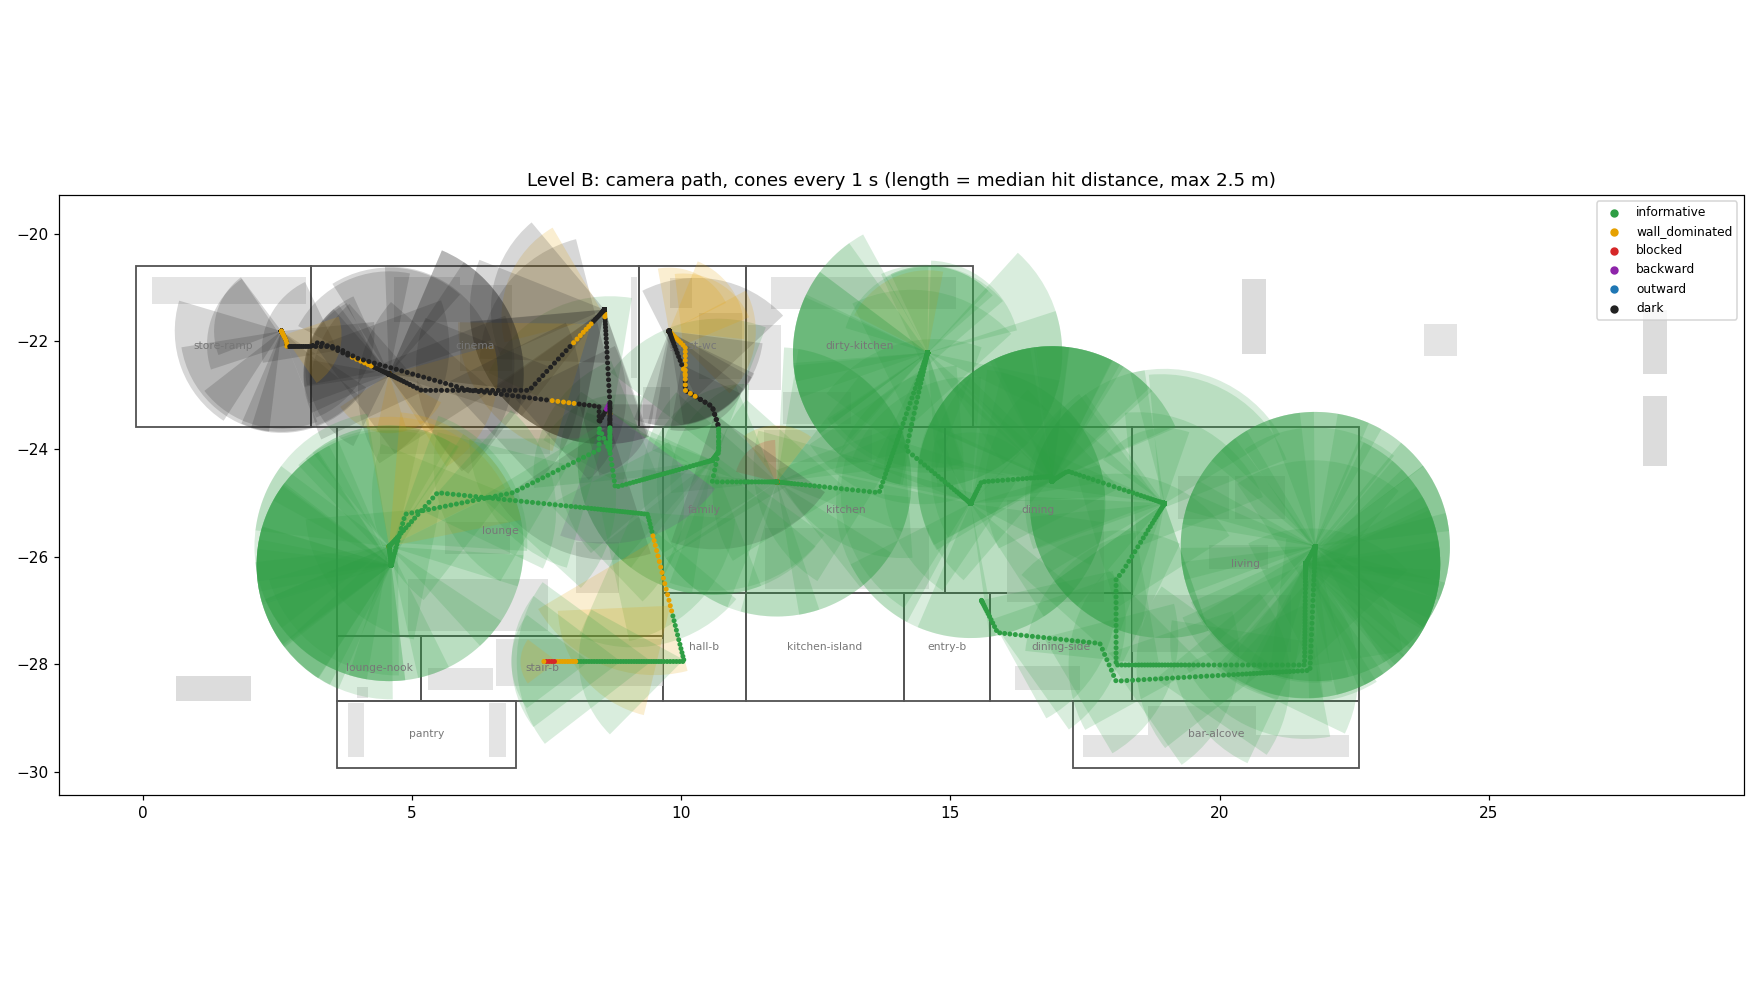 Level B: camera path, cones every 1 s (length = median hit distance, max 2.5 m)
informative
wall_dominated
blocked
backward
outward
dark
−20
−22
−24
−26
−28
−30
store-ramp
cinema
dirty-kitchen
lounge
family
kitchen
dining
living
lounge-nook
stair-b
hall-b
kitchen-island
entry-b
dining-side
pantry
bar-alcove
0
5
10
15
20
25